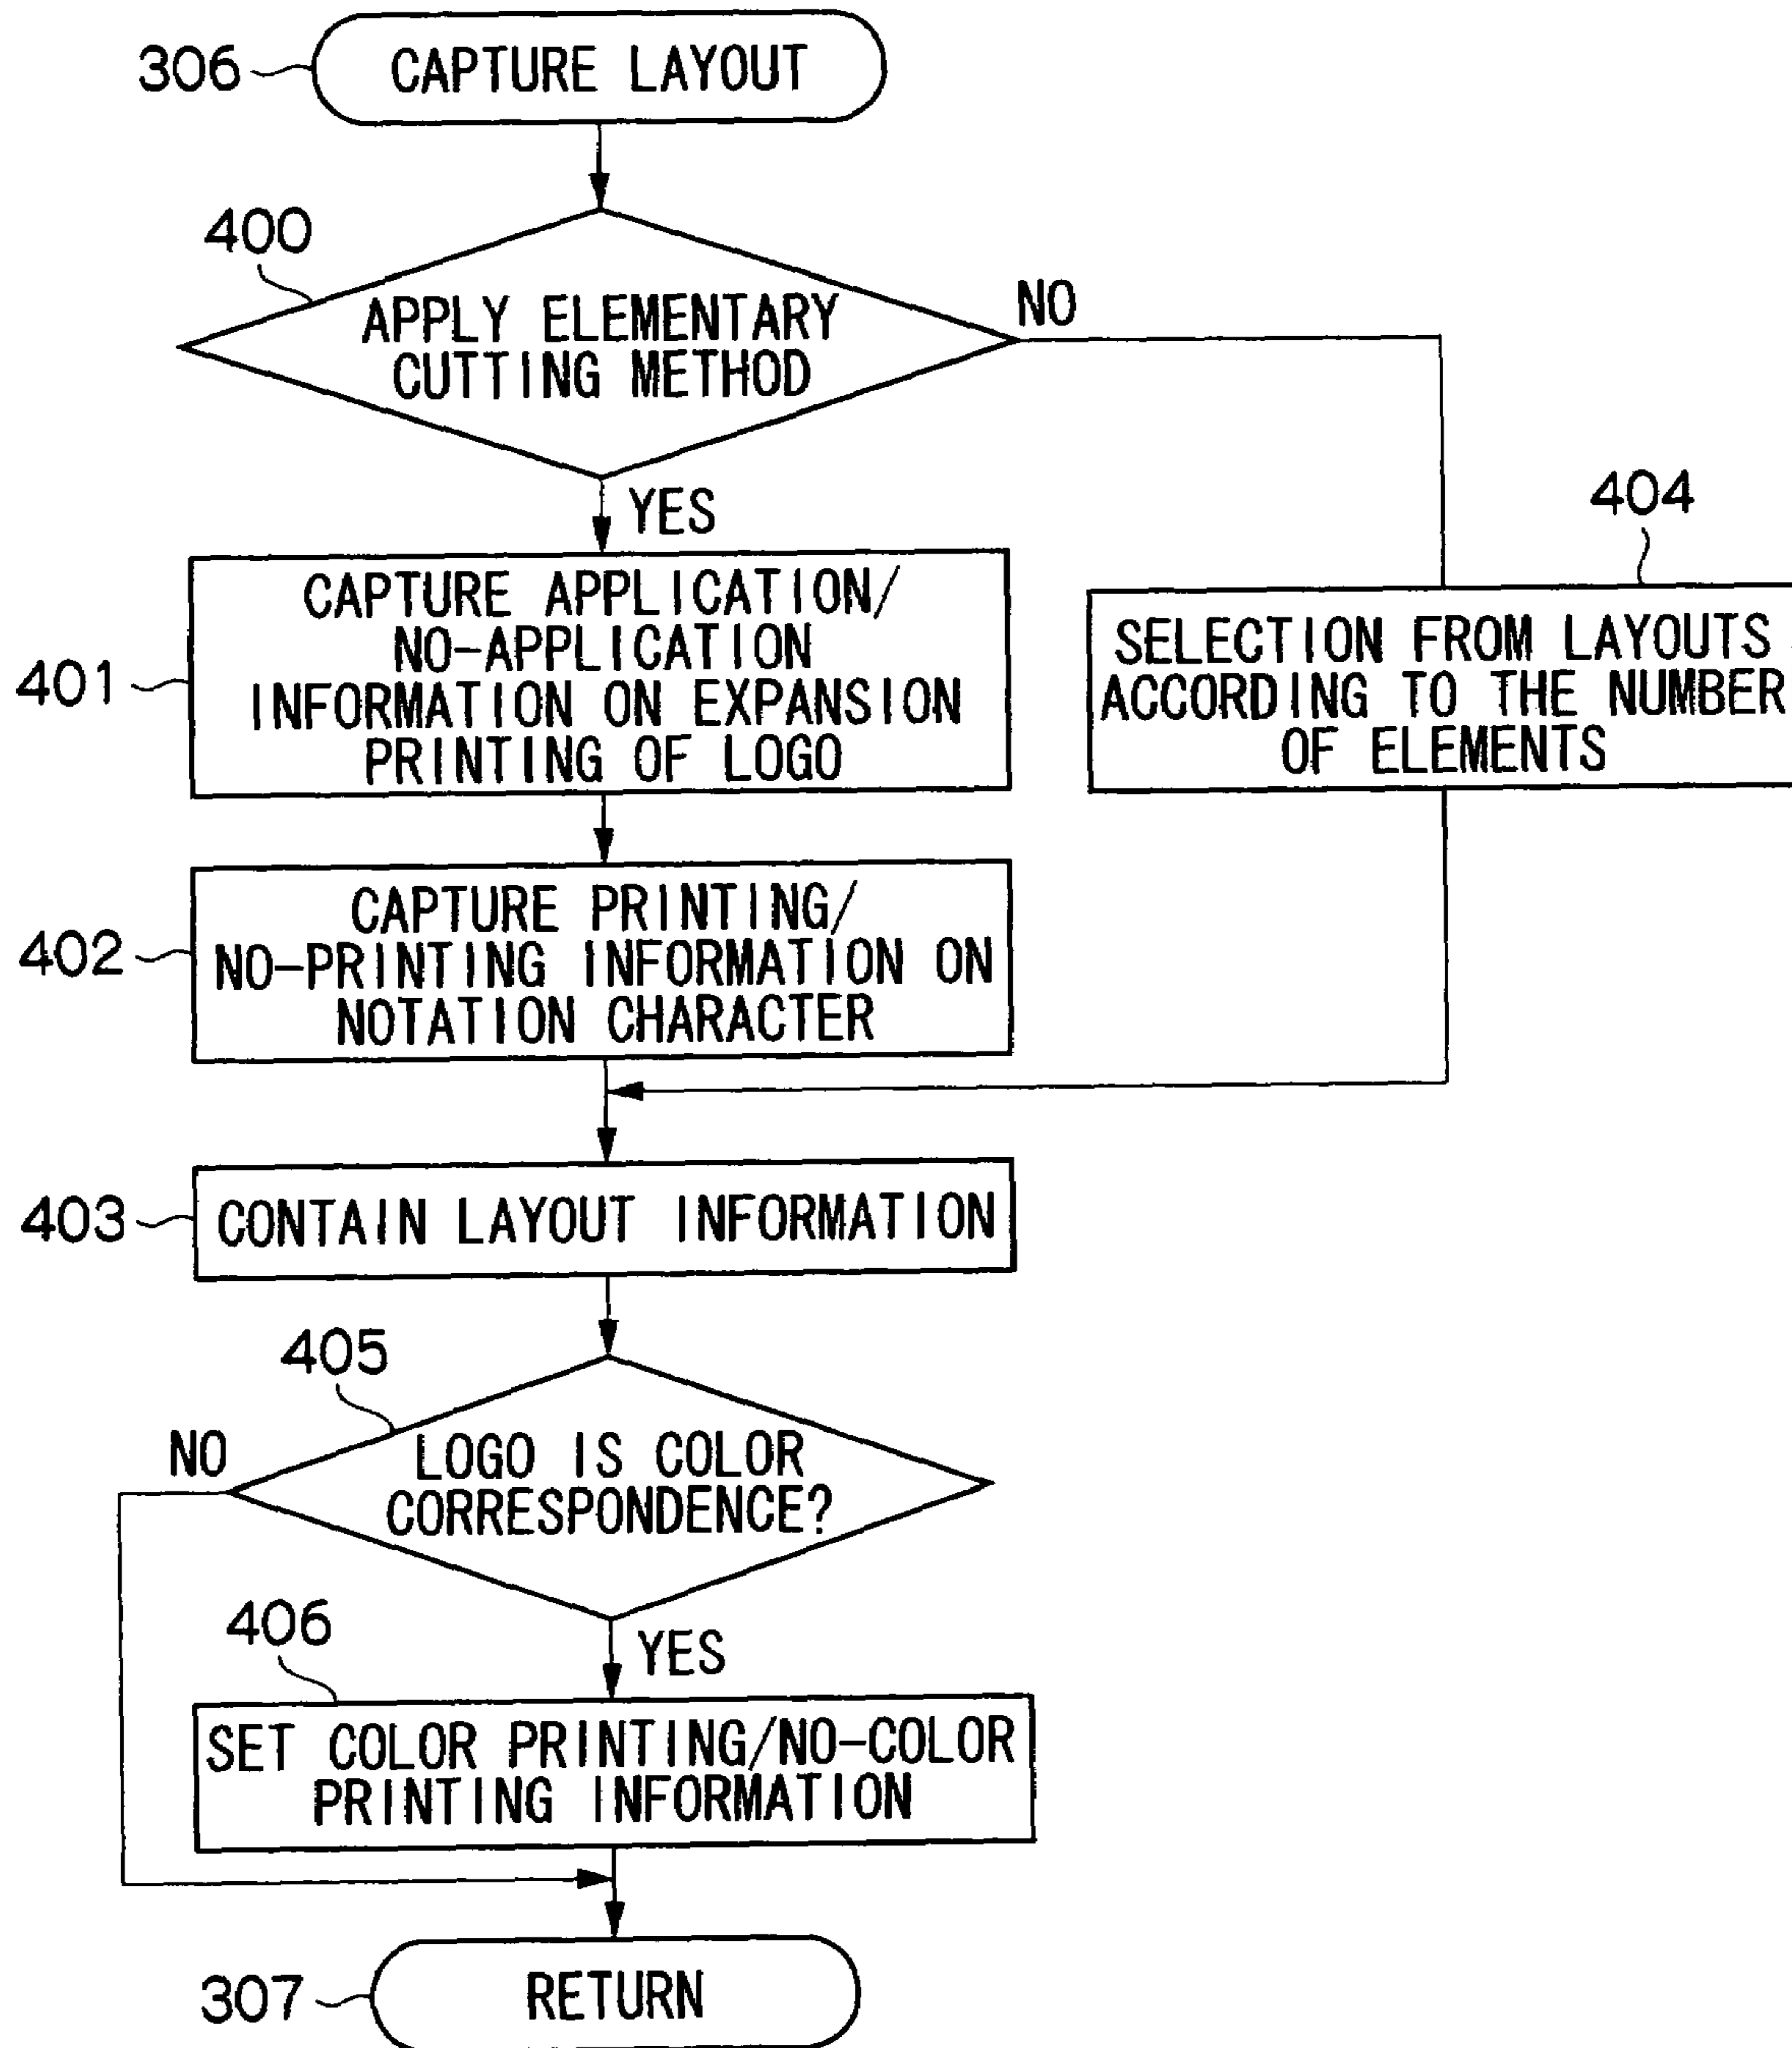 306
CAPTURE LAYOUT
400
APPLY ELEMENTARY
CUTTING METHOD
NO
YES
404
SELECTION FROM LAYOUTS
ACCORDING TO THE NUMBER
OF ELEMENTS
401
CAPTURE APPLICATION/
NO-APPLICATION
INFORMATION ON EXPANSION
PRINTING OF LOGO
402
CAPTURE PRINTING/
NO-PRINTING INFORMATION ON
NOTATION CHARACTER
403
CONTAIN LAYOUT INFORMATION
405
NO
LOGO IS COLOR
CORRESPONDENCE?
406
YES
SET COLOR PRINTING/NO-COLOR
PRINTING INFORMATION
307
RETURN